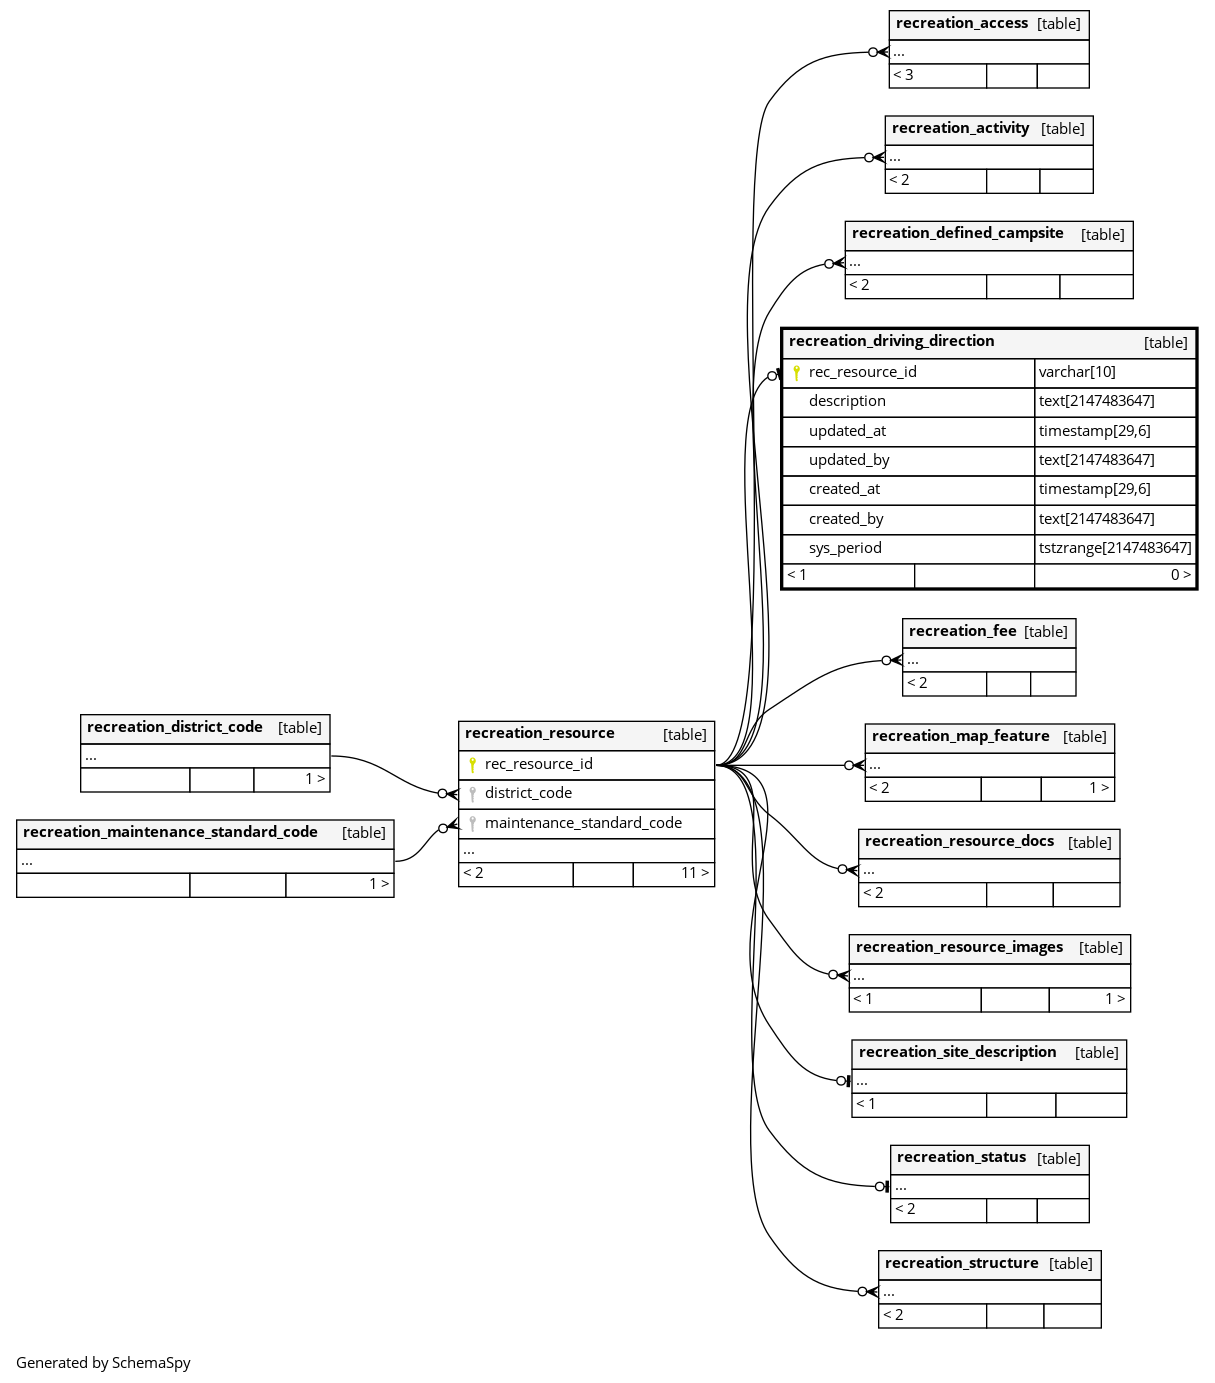 recreation_access [table]
...
< 3
recreation_activity [table]
...
< 2
recreation_defined_campsite [table]
...
< 2
recreation_driving_direction [table]
rec_resource_id varchar[10]
description text[2147483647]
updated_at timestamp[29,6]
updated_by text[2147483647]
created_at timestamp[29,6]
created_by text[2147483647]
sys_period tstzrange[2147483647]
< 1 0 >
recreation_fee [table]
...
< 2
recreation_district_code [table]
...
1 >
recreation_maintenance_standard_code [table]
...
1 >
recreation_resource [table]
rec_resource_id
district_code
maintenance_standard_code
...
< 2 11 >
recreation_map_feature [table]
...
< 2 1 >
recreation_resource_docs [table]
...
< 2
recreation_resource_images [table]
...
< 1 1 >
recreation_site_description [table]
...
< 1
recreation_status [table]
...
< 2
recreation_structure [table]
...
< 2
Generated by SchemaSpy